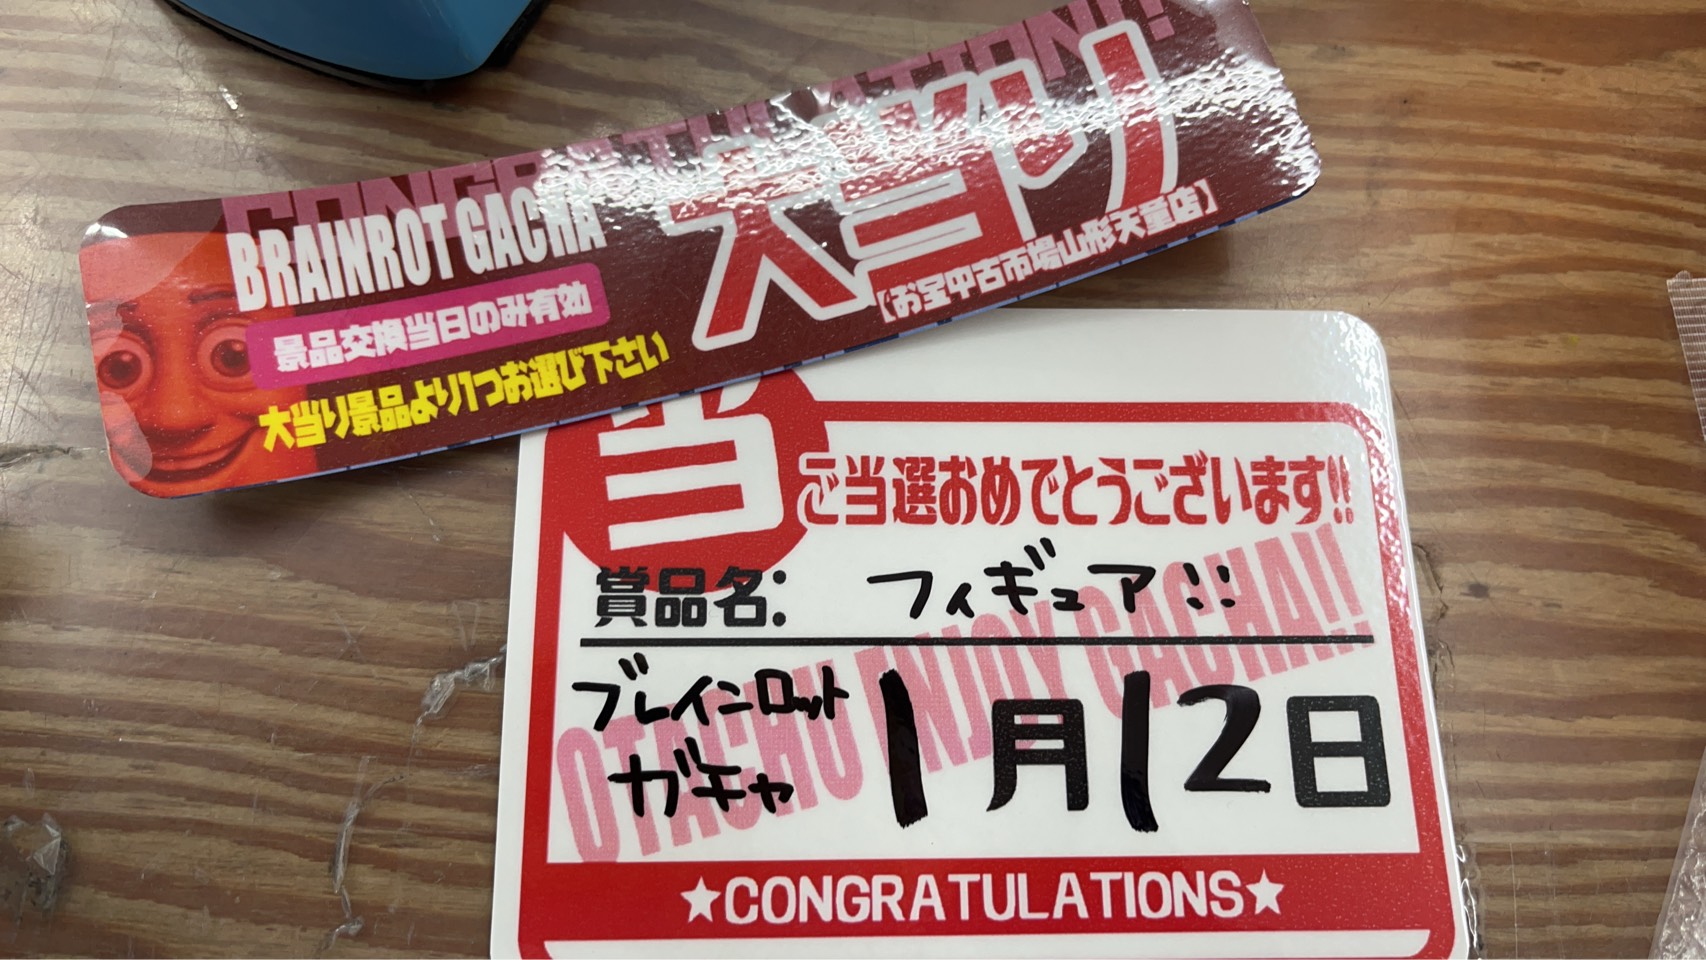 CONGRATULATION!!
BRAINROT GACHA
大当り
景品交換当日のみ有効
大当り景品より1つお選び下さい
【お宝中古市場山形天童店】
当
ご当選おめでとうございます!!
賞品名: フィギュア!!
OTACHU ENJOY GACHA!!
ブレインロット
ガチャ
1月12日
★CONGRATULATIONS★